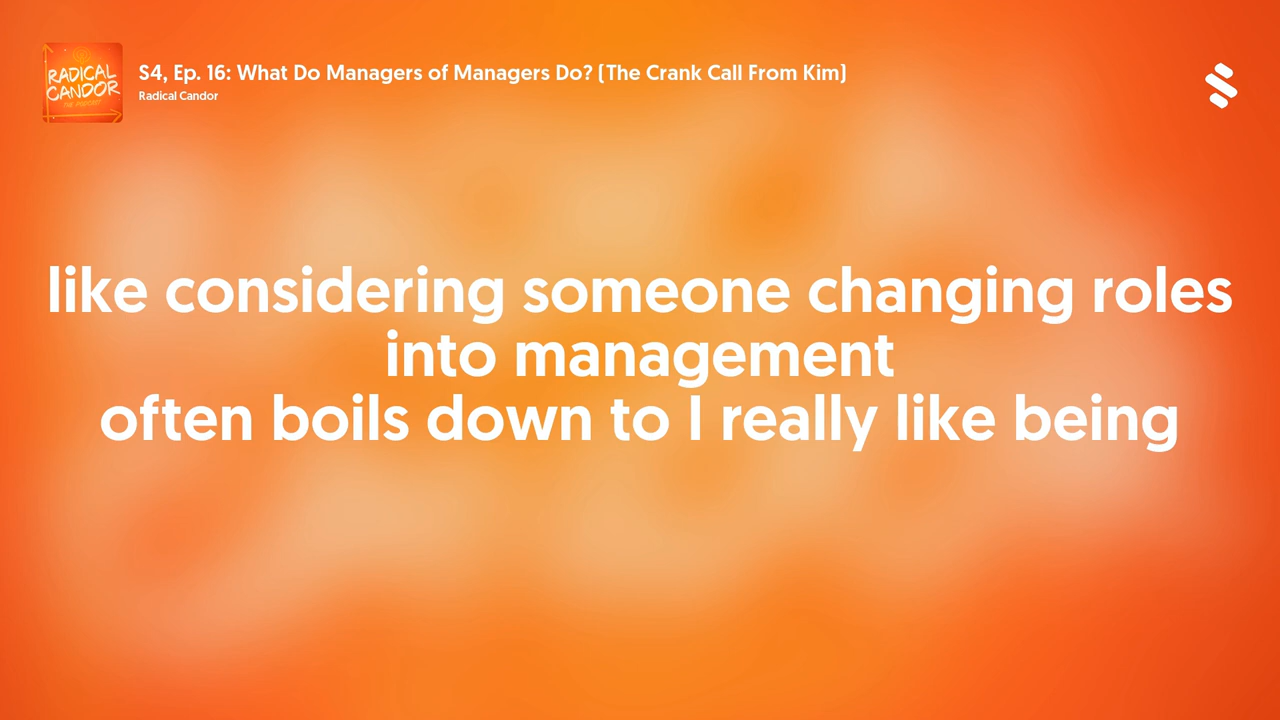 RADICAL
CANDOR
S4, Ep. 16: What Do Managers of Managers Do? (The Crank Call From Kim)
Radical Candor
like considering someone changing roles
into management
often boils down to I really like being